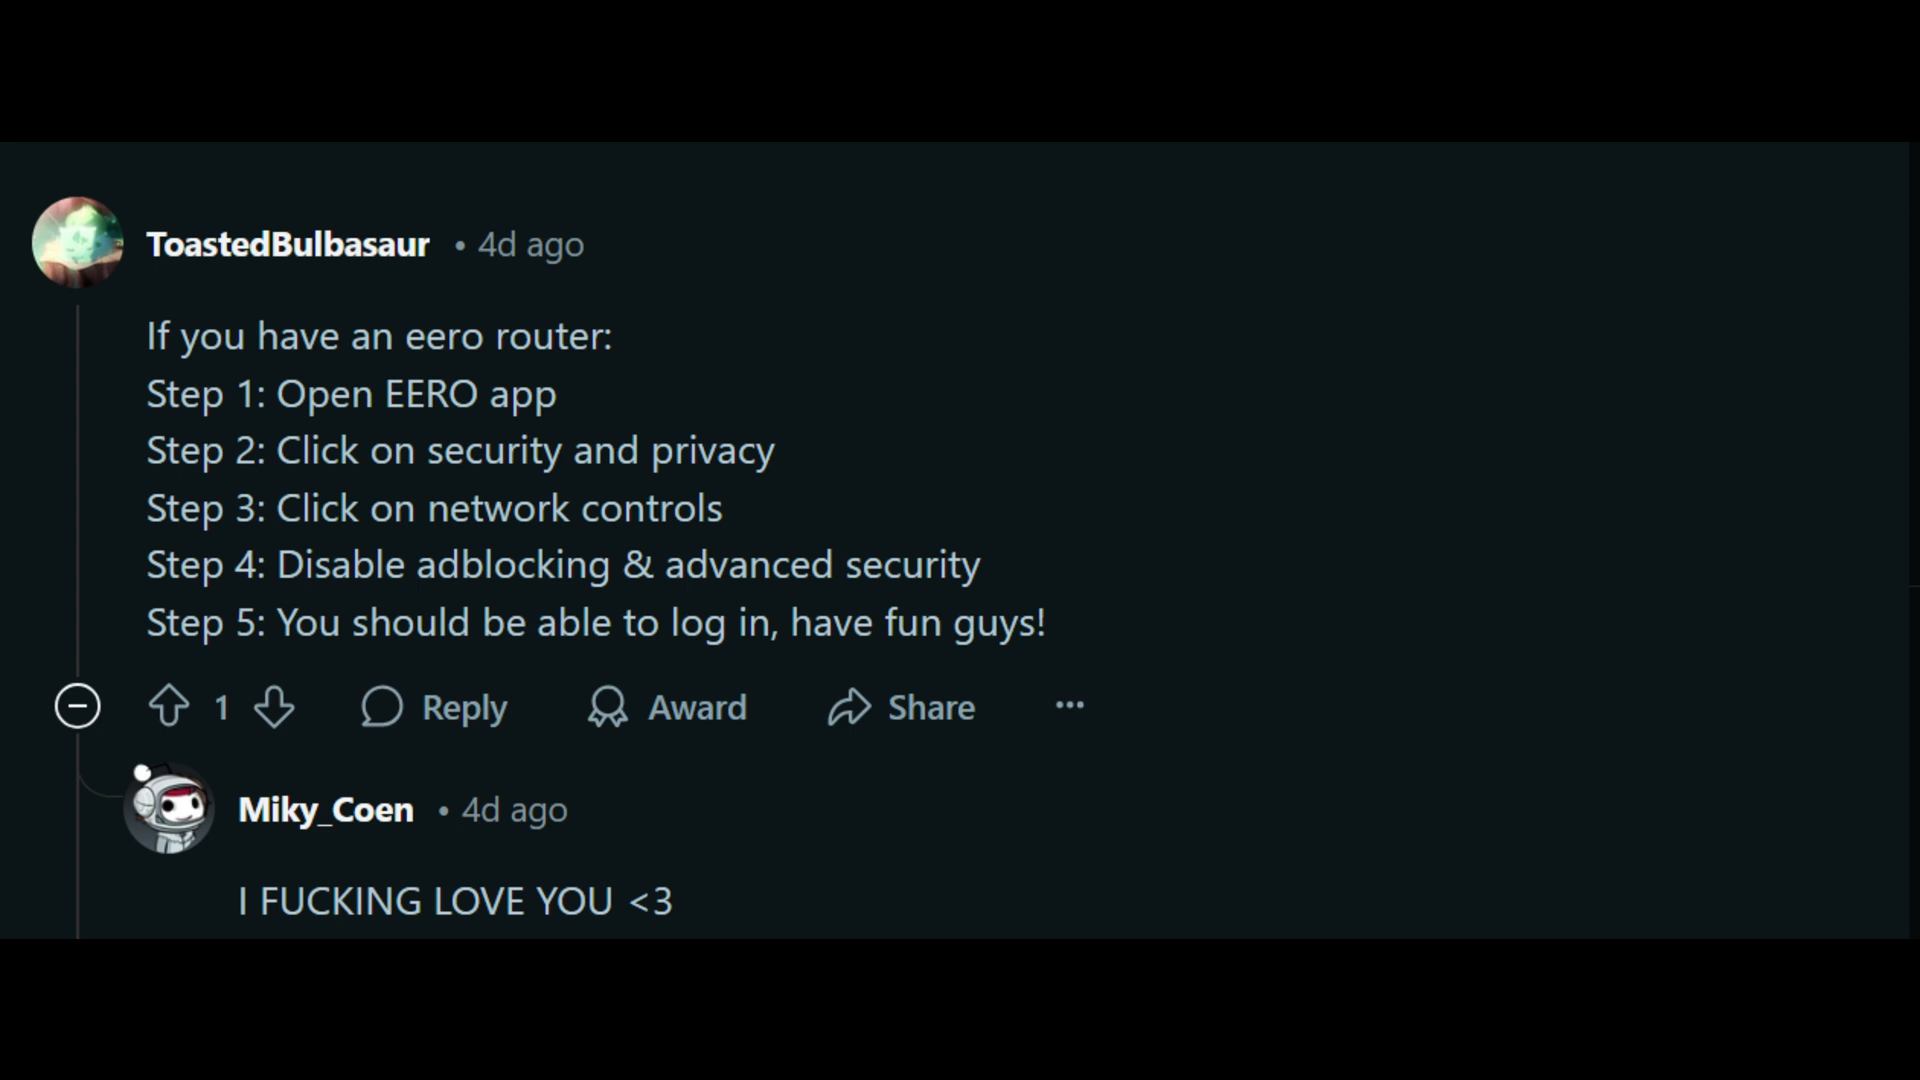 ToastedBulbasaur • 4d ago
If you have an eero router:
Step 1: Open EERO app
Step 2: Click on security and privacy
Step 3: Click on network controls
Step 4: Disable adblocking & advanced security
Step 5: You should be able to log in, have fun guys!
1 Reply Award Share ...
Miky_Coen • 4d ago
I FUCKING LOVE YOU <3